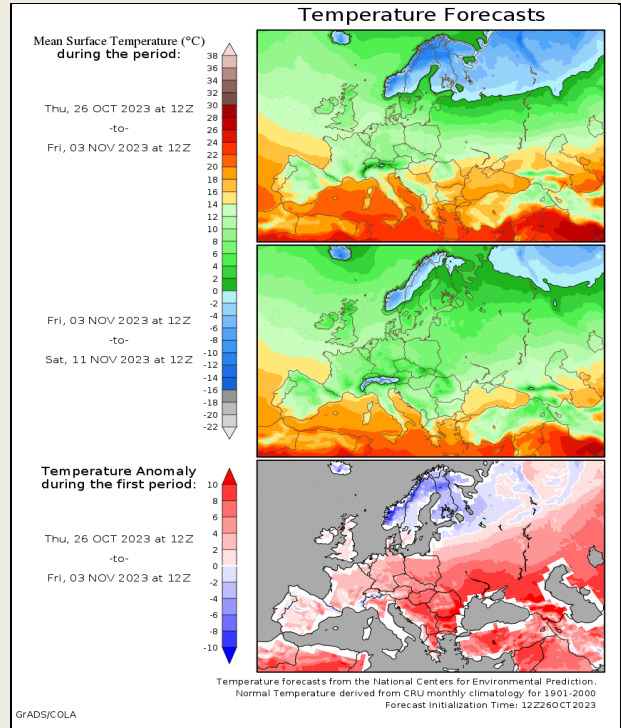 Temperature Forecasts
Mean Surface Temperature (°C)
during the period:
38
36
34
32
30
28
26
24
22
20
18
16
14
12
10
8
6
4
2
0
-2
-4
-6
-8
-10
-12
-14
-16
-18
-20
-22
Thu, 26 OCT 2023 at 12Z
-to-
Fri, 03 NOV 2023 at 12Z
Fri, 03 NOV 2023 at 12Z
-to-
Sat, 11 NOV 2023 at 12Z
Temperature Anomaly
during the first period:
10
8
6
4
2
0
-2
-4
-6
-8
-10
Thu, 26 OCT 2023 at 12Z
-to-
Fri, 03 NOV 2023 at 12Z
Temperature forecasts from the National Centers for Environmental Prediction.
Normal Temperature derived from CRU monthly climatology for 1901-2000
Forecast Initialization Time: 12Z26OCT2023
GrADS/COLA